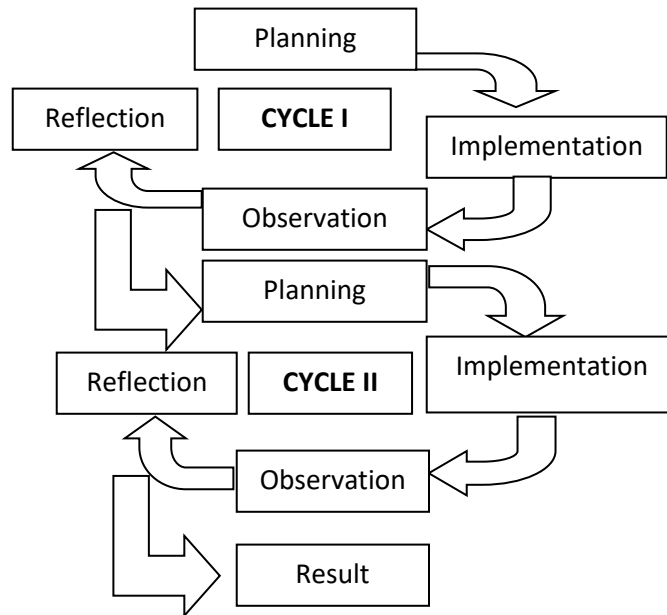 Planning
Reflection
CYCLE I
Implementation
Observation
Planning
Reflection
CYCLE II
Implementation
Observation
Result